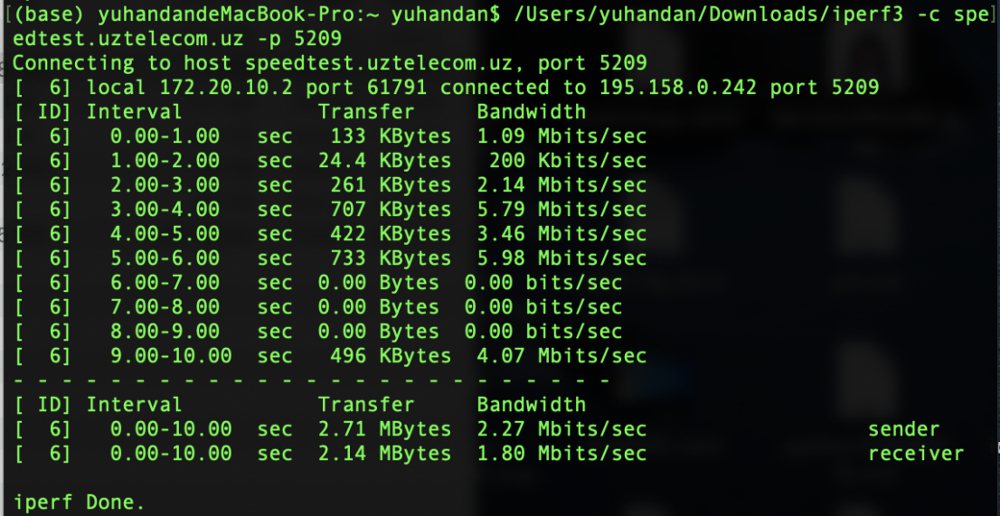 [(base) yuhandandeMacBook-Pro:~ yuhandan$ /Users/yuhandan/Downloads/iperf3 -c spe]
edtest.uztelecom.uz -p 5209
Connecting to host speedtest.uztelecom.uz, port 5209
[  6] local 172.20.10.2 port 61791 connected to 195.158.0.242 port 5209
[ ID] Interval           Transfer     Bandwidth
[  6]   0.00-1.00   sec   133 KBytes  1.09 Mbits/sec
[  6]   1.00-2.00   sec  24.4 KBytes   200 Kbits/sec
[  6]   2.00-3.00   sec   261 KBytes  2.14 Mbits/sec
[  6]   3.00-4.00   sec   707 KBytes  5.79 Mbits/sec
[  6]   4.00-5.00   sec   422 KBytes  3.46 Mbits/sec
[  6]   5.00-6.00   sec   733 KBytes  5.98 Mbits/sec
[  6]   6.00-7.00   sec  0.00 Bytes  0.00 bits/sec
[  6]   7.00-8.00   sec  0.00 Bytes  0.00 bits/sec
[  6]   8.00-9.00   sec  0.00 Bytes  0.00 bits/sec
[  6]   9.00-10.00  sec   496 KBytes  4.07 Mbits/sec
- - - - - - - - - - - - - - - - - - - - - - - - -
[ ID] Interval           Transfer     Bandwidth
[  6]   0.00-10.00  sec  2.71 MBytes  2.27 Mbits/sec                  sender
[  6]   0.00-10.00  sec  2.14 MBytes  1.80 Mbits/sec                  receiver
iperf Done.